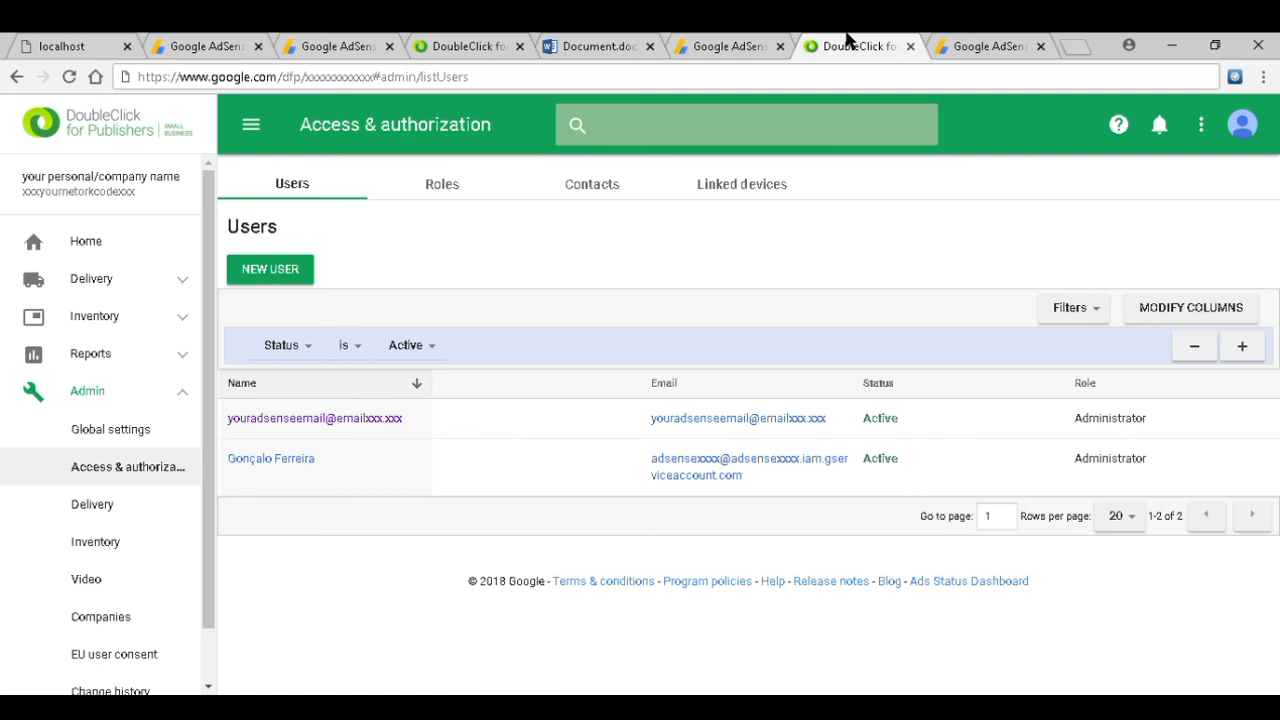 localhost
Google AdSens
Google AdSens
DoubleClick fo
Document.doc
Google AdSens
DoubleClick fo
Google AdSens
https://www.google.com/dfp/xxxxxxxxxxxx#admin/listUsers
DoubleClick
for Publishers
SMALL
BUSINESS
Access & authorization
your personal/company name
xxxyournetorkcodexxx
Users
Roles
Contacts
Linked devices
Users
NEW USER
Home
Delivery
Inventory
Reports
Admin
Global settings
Access & authoriza...
Delivery
Inventory
Video
Companies
EU user consent
Change history
Filters
MODIFY COLUMNS
Status is Active
Name Email Status Role
youradsenseemail@emailxxx.xxx youradsenseemail@emailxxx.xxx Active Administrator
Gonçalo Ferreira adsensexxxx@adsensexxxx.iam.gser Active Administrator
viceaccount.com
Go to page: 1 Rows per page: 20 1-2 of 2
© 2018 Google - Terms & conditions - Program policies - Help - Release notes - Blog - Ads Status Dashboard